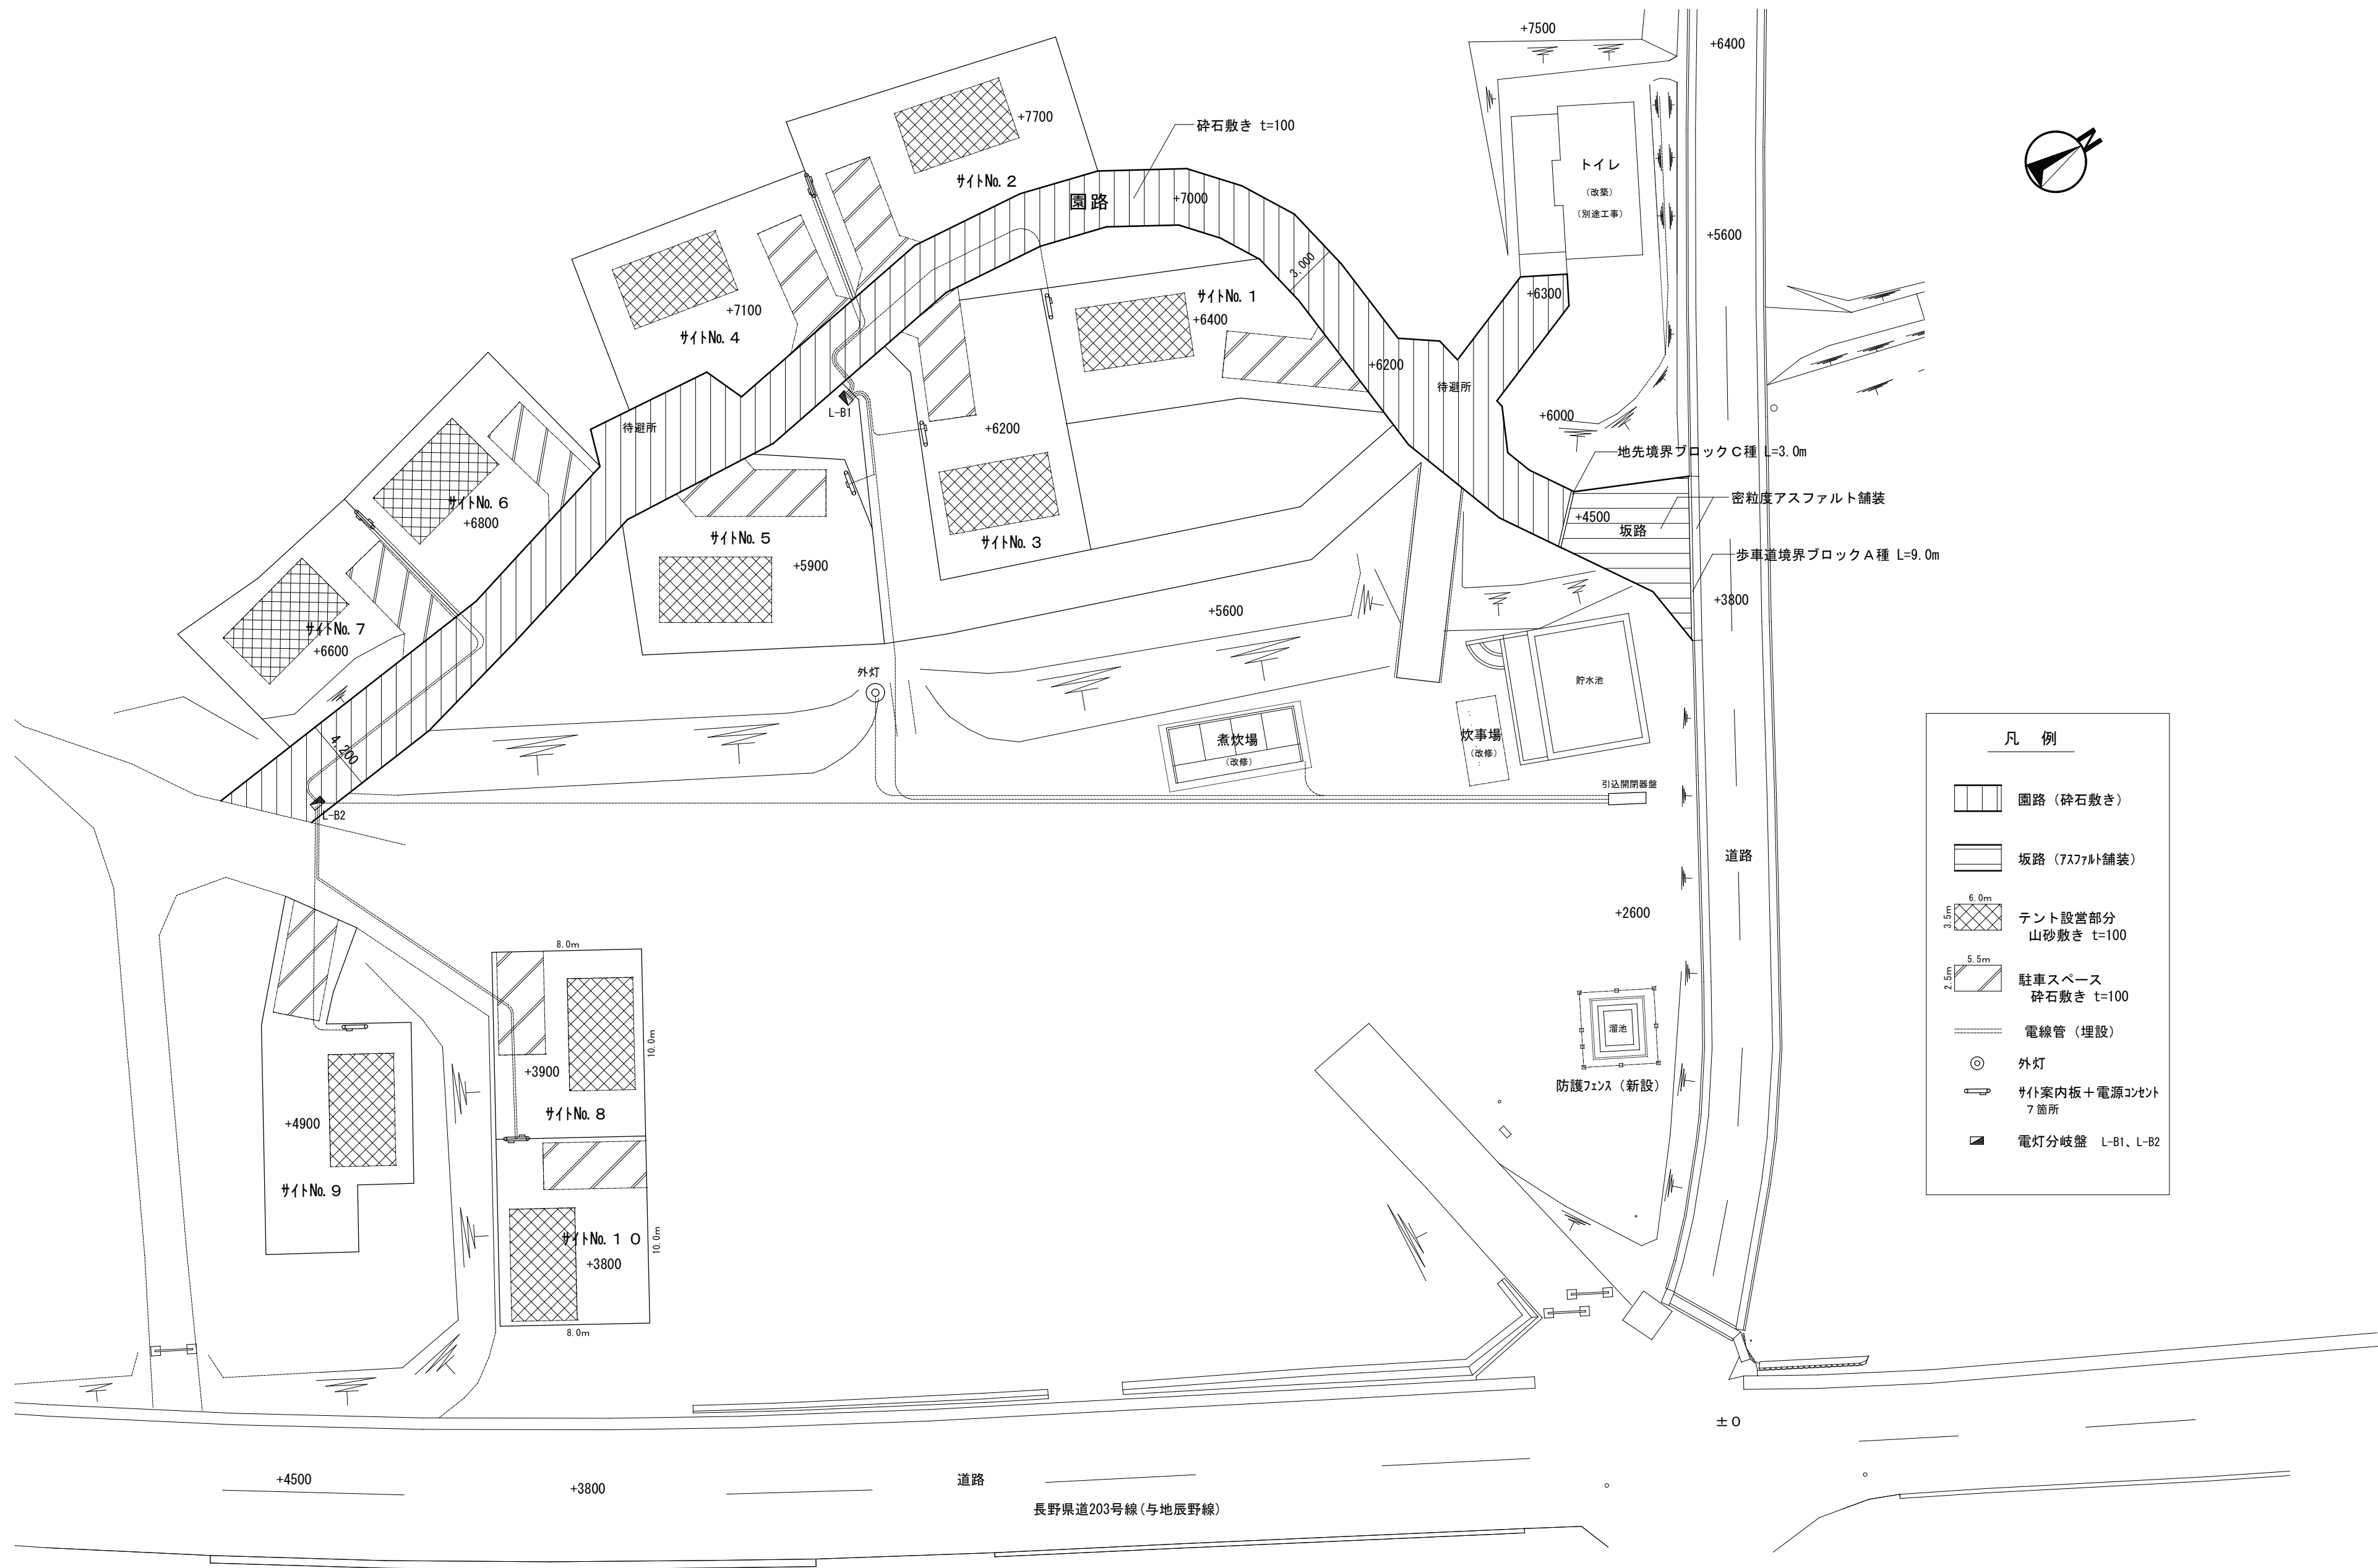 +7500
+6400
N
+7700
砕石敷き t=100
サイトNo. 2
園路
+7000
トイレ
(改築)
(別途工事)
+5600
+7100
サイトNo. 4
サイトNo. 1
+6400
3,000
+6300
+6200
待避所
+6000
L-B1
待避所
+6200
サイトNo. 3
地先境界ブロックC種 L=3.0m
密粒度アスファルト舗装
+4500
坂路
歩車道境界ブロックA種 L=9.0m
+3800
サイトNo. 6
+6800
サイトNo. 5
+5900
+5600
サイトNo. 7
+6600
外灯
貯水池
4,200
煮炊場
(改修)
炊事場
(改修)
引込開閉器盤
L-B2
道路
+2600
凡 例
園路(砕石敷き)
坂路(アスファルト舗装)
6.0m
3.5m
テント設営部分
山砂敷き t=100
5.5m
2.5m
駐車スペース
砕石敷き t=100
電線管(埋設)
外灯
サイト案内板+電源コンセント
7箇所
電灯分岐盤 L-B1、L-B2
8.0m
10.0m
+3900
サイトNo. 8
+4900
サイトNo. 9
サイトNo. 10
+3800
10.0m
8.0m
溜池
防護フェンス(新設)
±0
+4500
+3800
道路
長野県道203号線(与地辰野線)